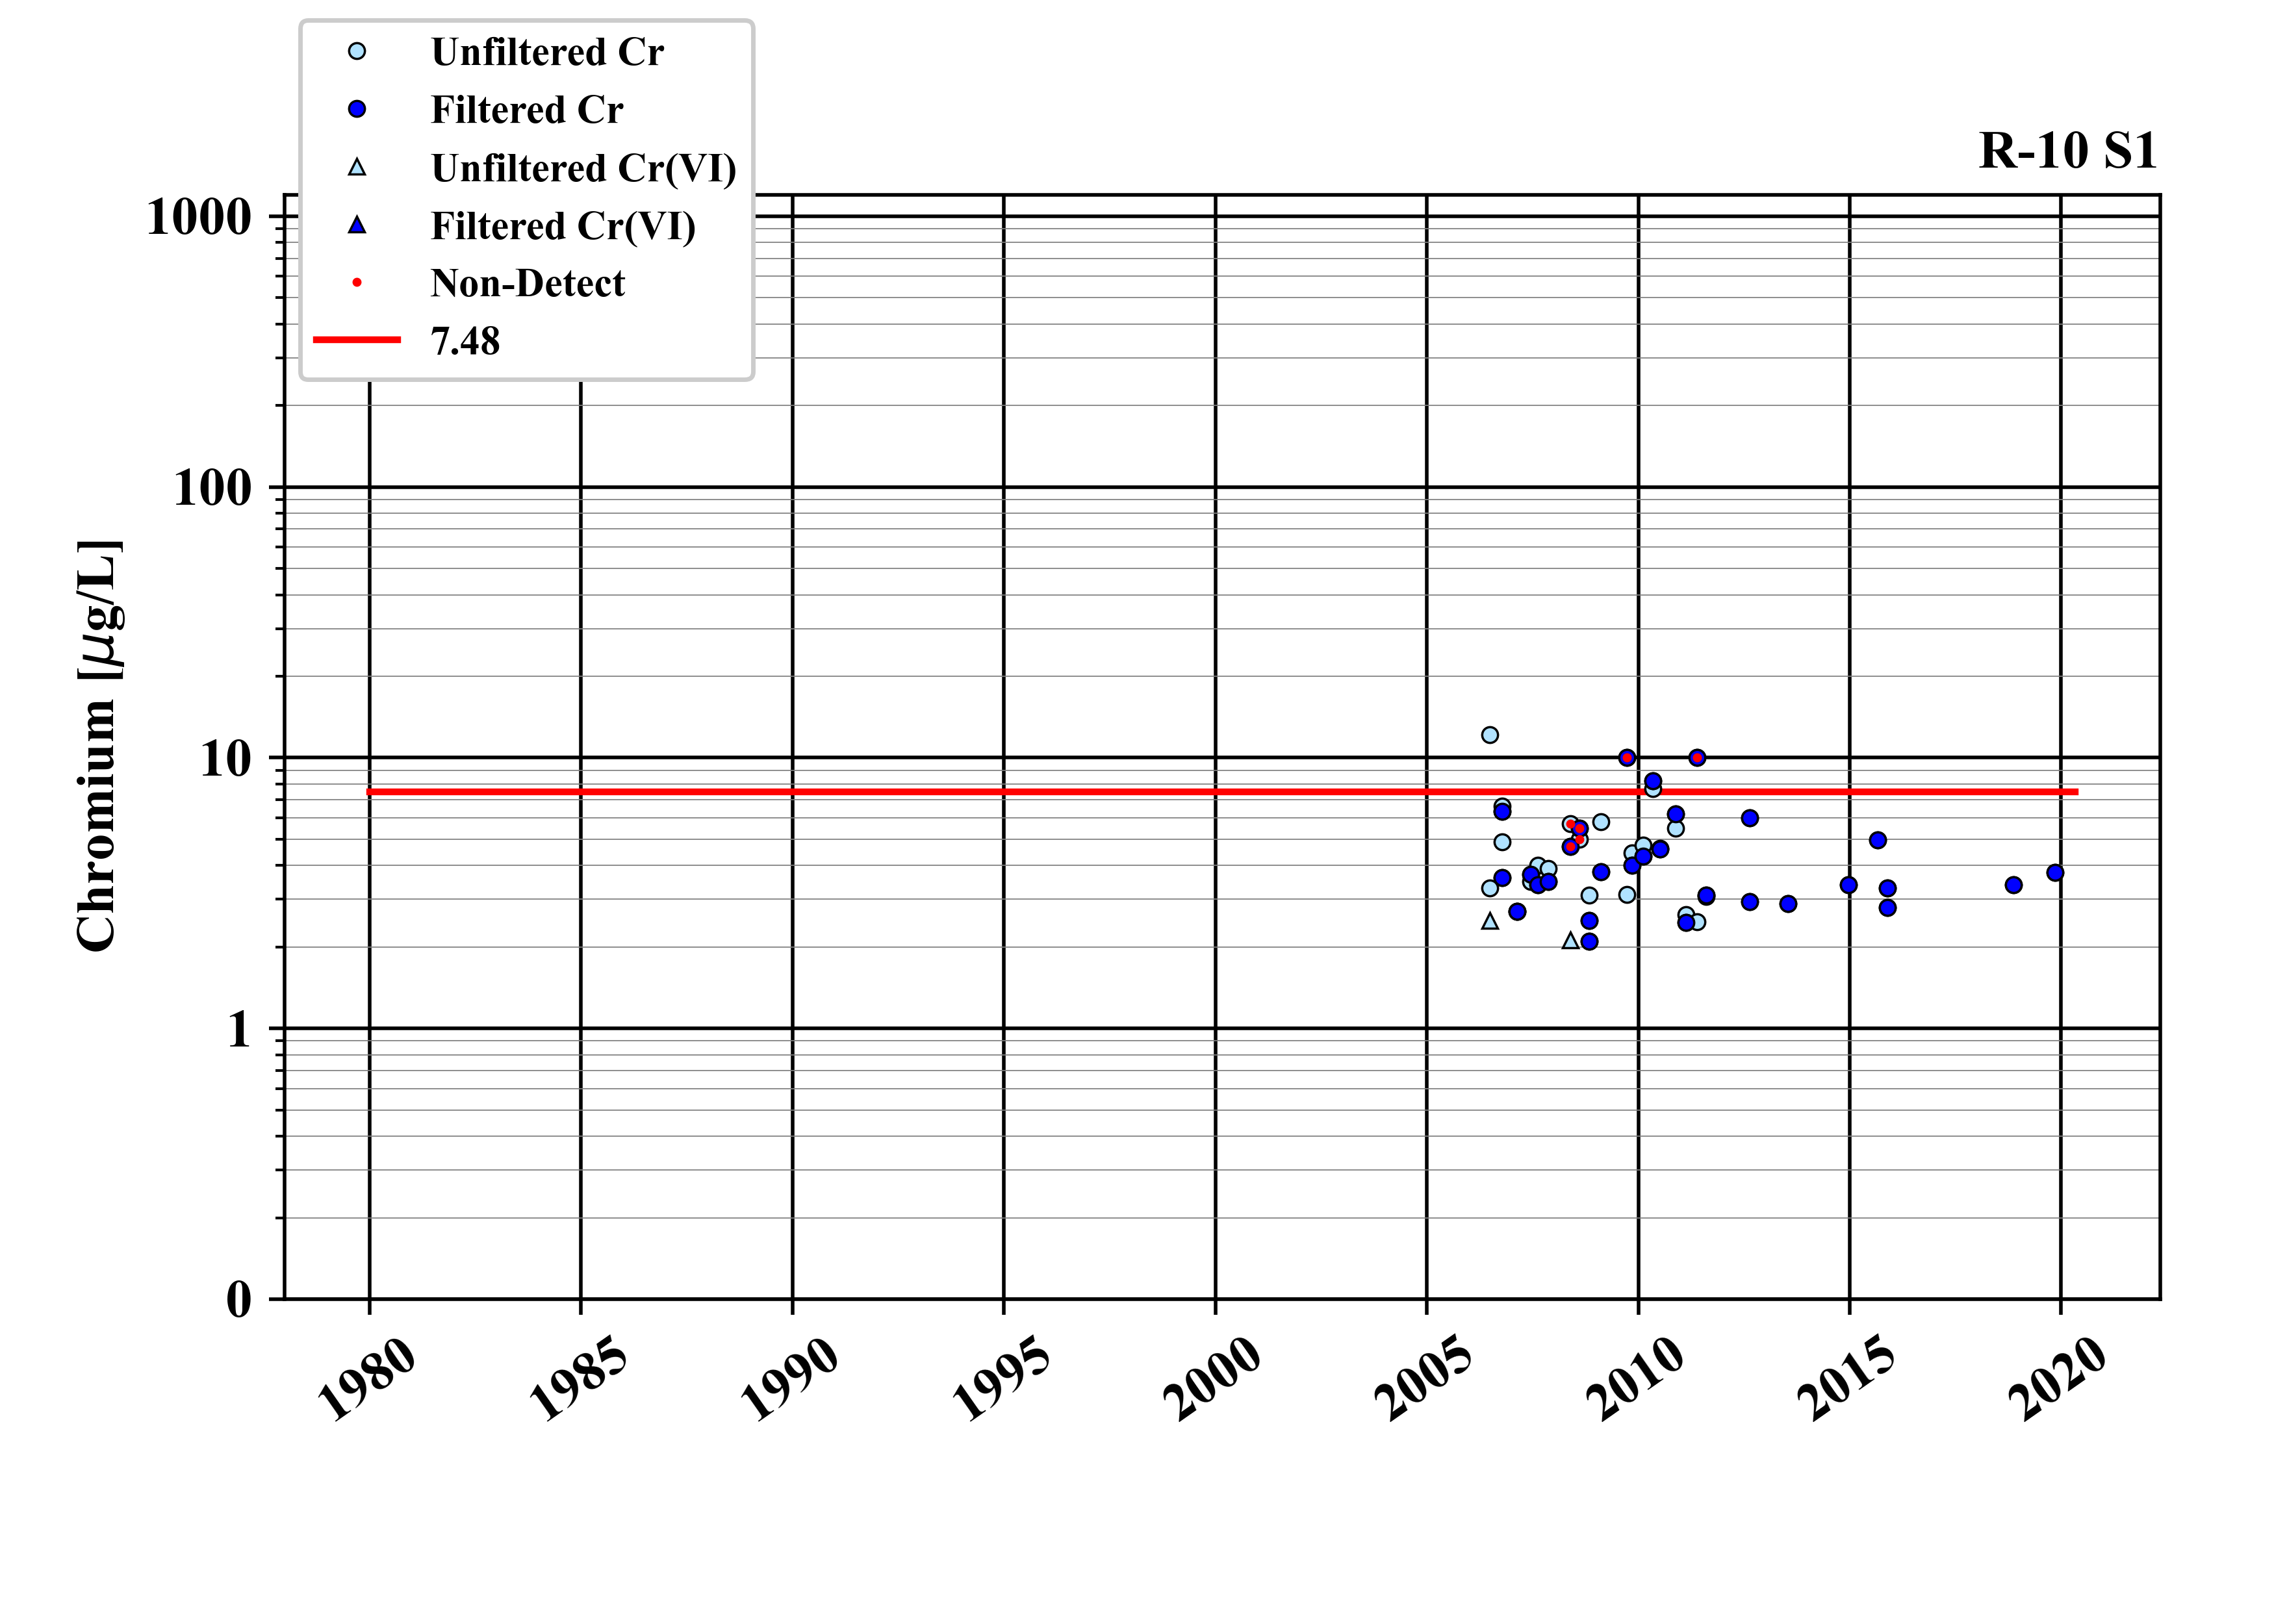 Unfiltered Cr
Filtered Cr
Unfiltered Cr(VI)
Filtered Cr(VI)
Non-Detect
7.48
R-10 S1
1000
100
10
1
0
Chromium [μg/L]
1980
1985
1990
1995
2000
2005
2010
2015
2020